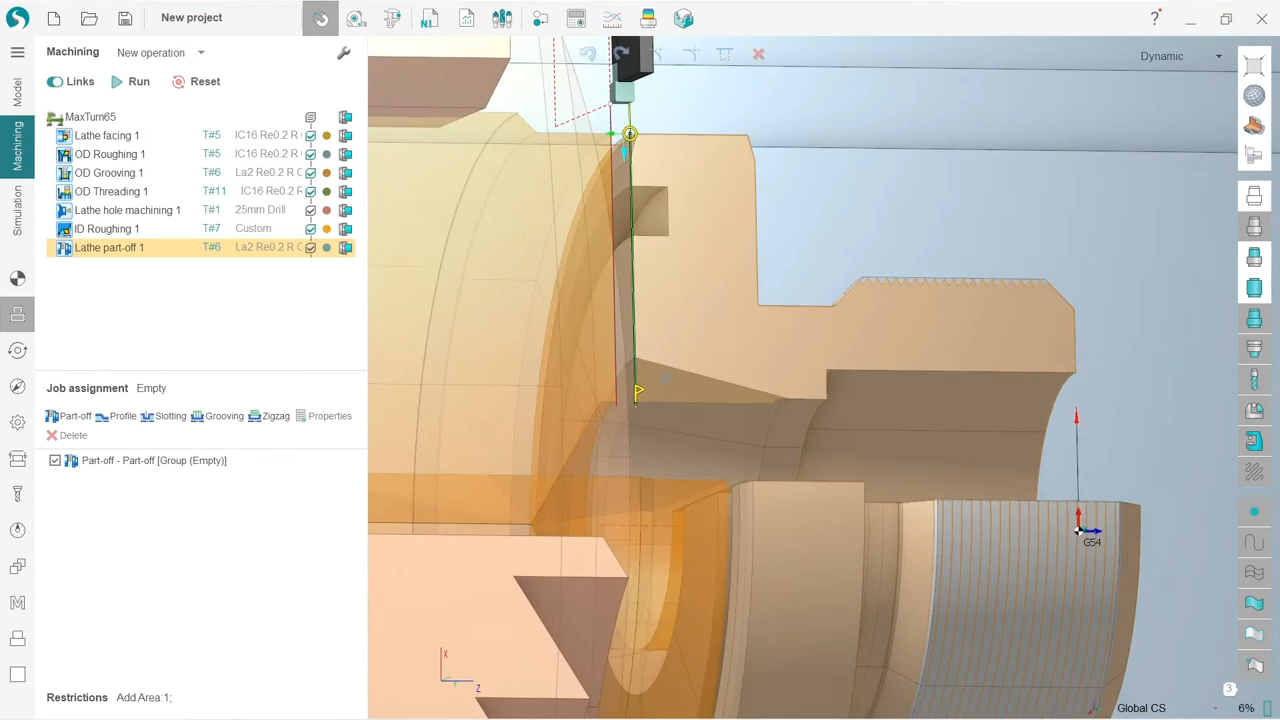 New project
N1
?
Machining
New operation
Dynamic
Links
Run
Reset
Model
Machining
Simulation
MaxTurn65
Lathe facing 1 T#5 IC16 Re0.2 R
OD Roughing 1 T#5 IC16 Re0.2 R
OD Grooving 1 T#6 La2 Re0.2 R C
OD Threading 1 T#11 IC16 Re0.2 R
Lathe hole machining 1 T#1 25mm Drill
ID Roughing 1 T#7 Custom
Lathe part-off 1 T#6 La2 Re0.2 R C
Job assignment Empty
Part-off Profile Slotting Grooving Zigzag Properties
Delete
Part-off - Part-off [Group (Empty)]
G54
X
Z
3
Restrictions Add Area:1;
Global CS
6%